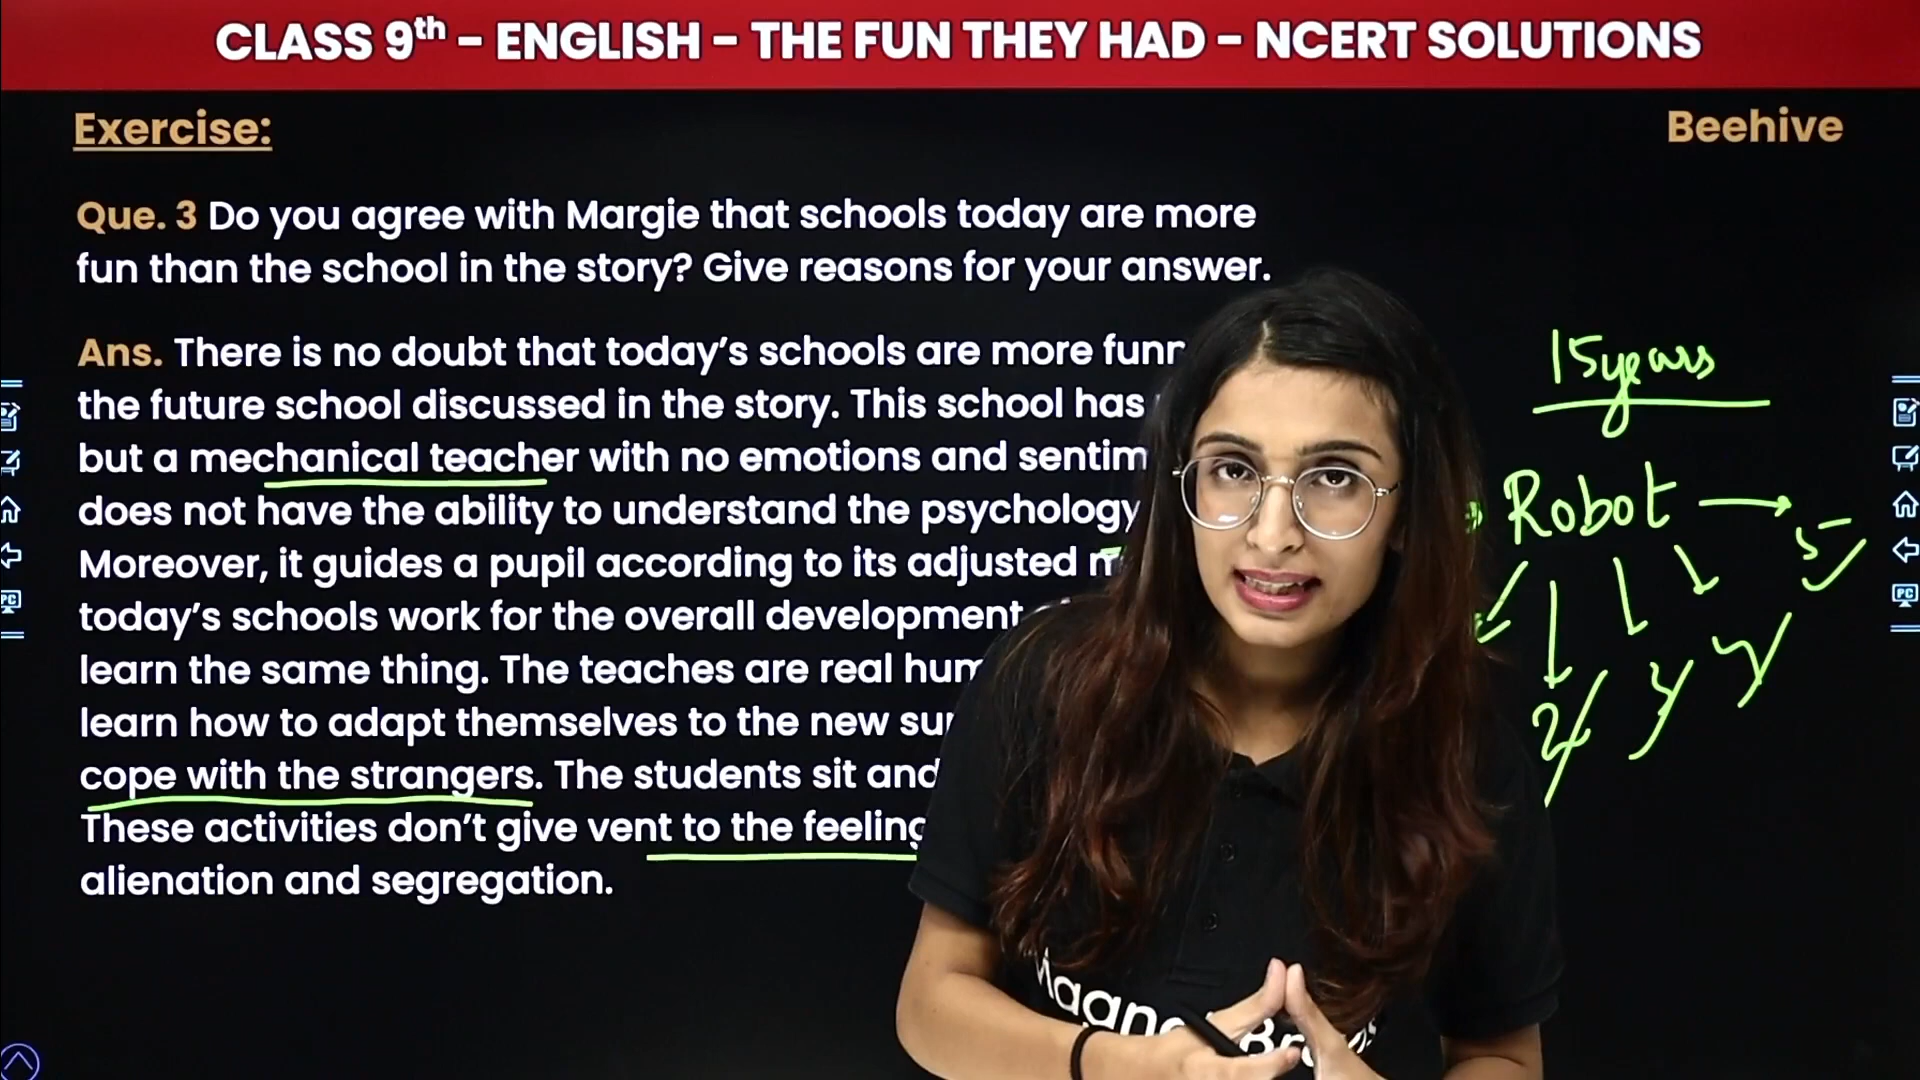 CLASS 9th - ENGLISH - THE FUN THEY HAD - NCERT SOLUTIONS
Exercise:
Beehive
Que. 3 Do you agree with Margie that schools today are more
fun than the school in the story? Give reasons for your answer.
Ans. There is no doubt that today's schools are more
the future school discussed in the story. This school has
but a mechanical teacher with no emotions and
does not have the ability to understand the psychology
Moreover, it guides a pupil according to its adjusted
today's schools work for the overall development
learn the same thing. The teaches are real
learn how to adapt themselves to the new
cope with the strangers. The students sit and
These activities don't give vent to the
alienation and segregation.
15 years
Robot
5
2
PC
PC